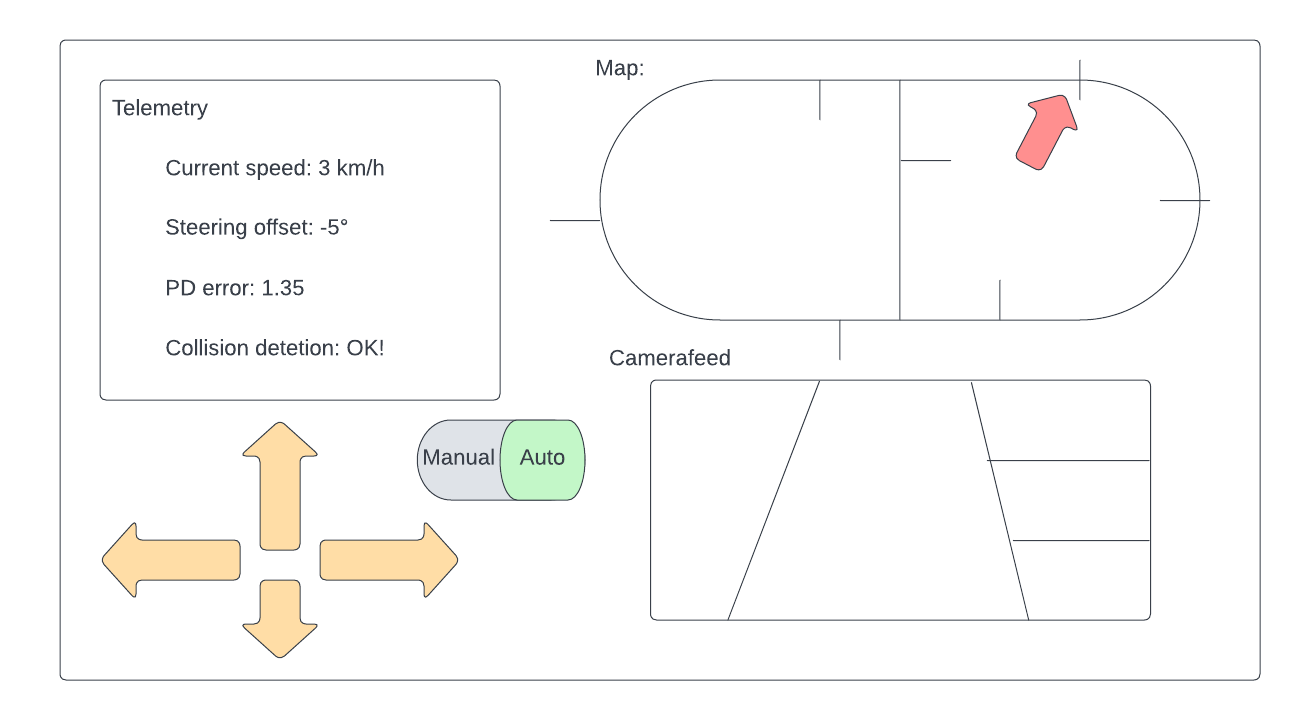 Telemetry
Current speed: 3 km/h
Steering offset: -5°
PD error: 1.35
Collision detetion: OK!
Map:
Camerafeed
Manual
Auto